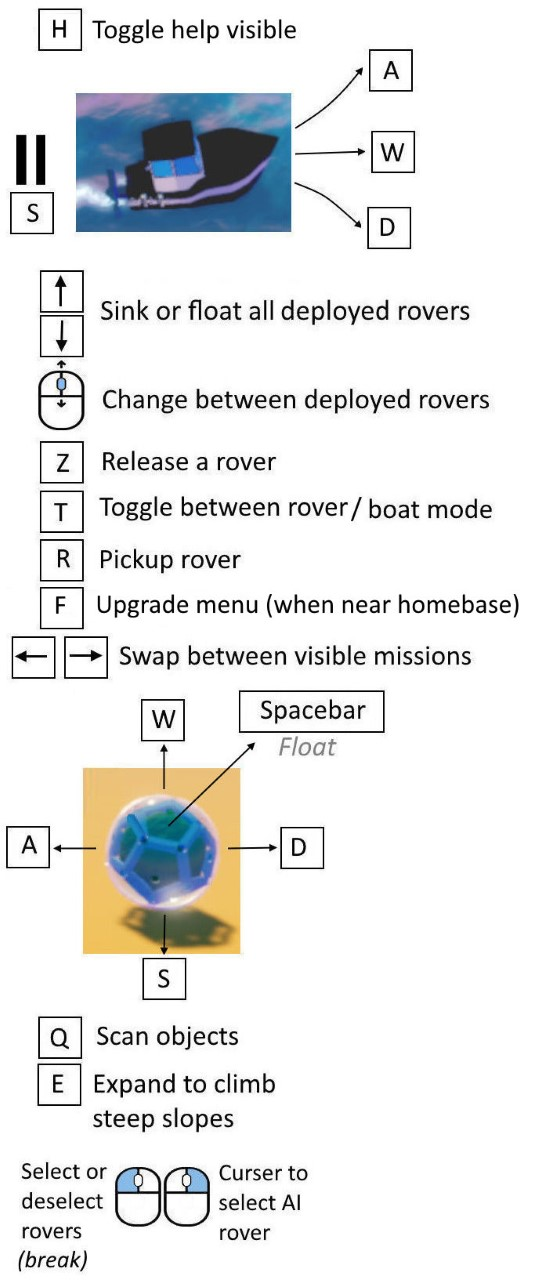 H Toggle help visible
A
W
S
D
Sink or float all deployed rovers
Change between deployed rovers
Z Release a rover
T Toggle between rover/ boat mode
R Pickup rover
F Upgrade menu (when near homebase)
Swap between visible missions
W
Spacebar
Float
A
D
S
Q Scan objects
E Expand to climb
steep slopes
Select or
deselect
rovers
(break)
Curser to
select AI
rover